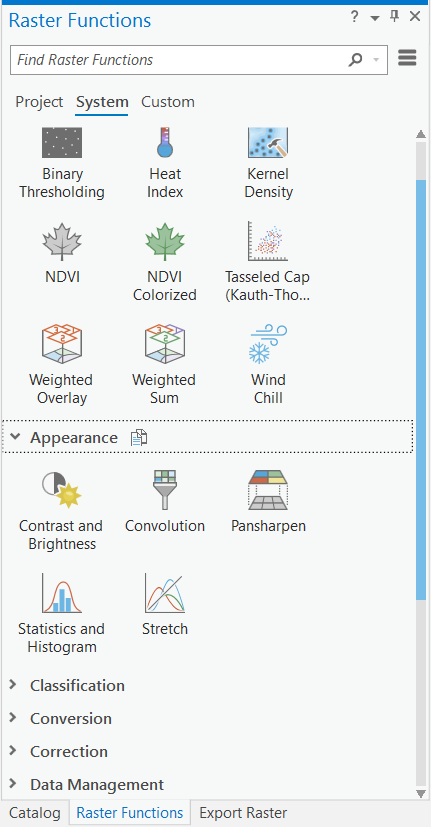 Raster Functions
?
Find Raster Functions
Project System Custom
Binary Thresholding
Heat Index
Kernel Density
NDVI
NDVI Colorized
Tasseled Cap (Kauth-Tho...
Weighted Overlay
Weighted Sum
Wind Chill
Appearance
Contrast and Brightness
Convolution
Pansharpen
Statistics and Histogram
Stretch
Classification
Conversion
Correction
Data Management
Catalog Raster Functions Export Raster